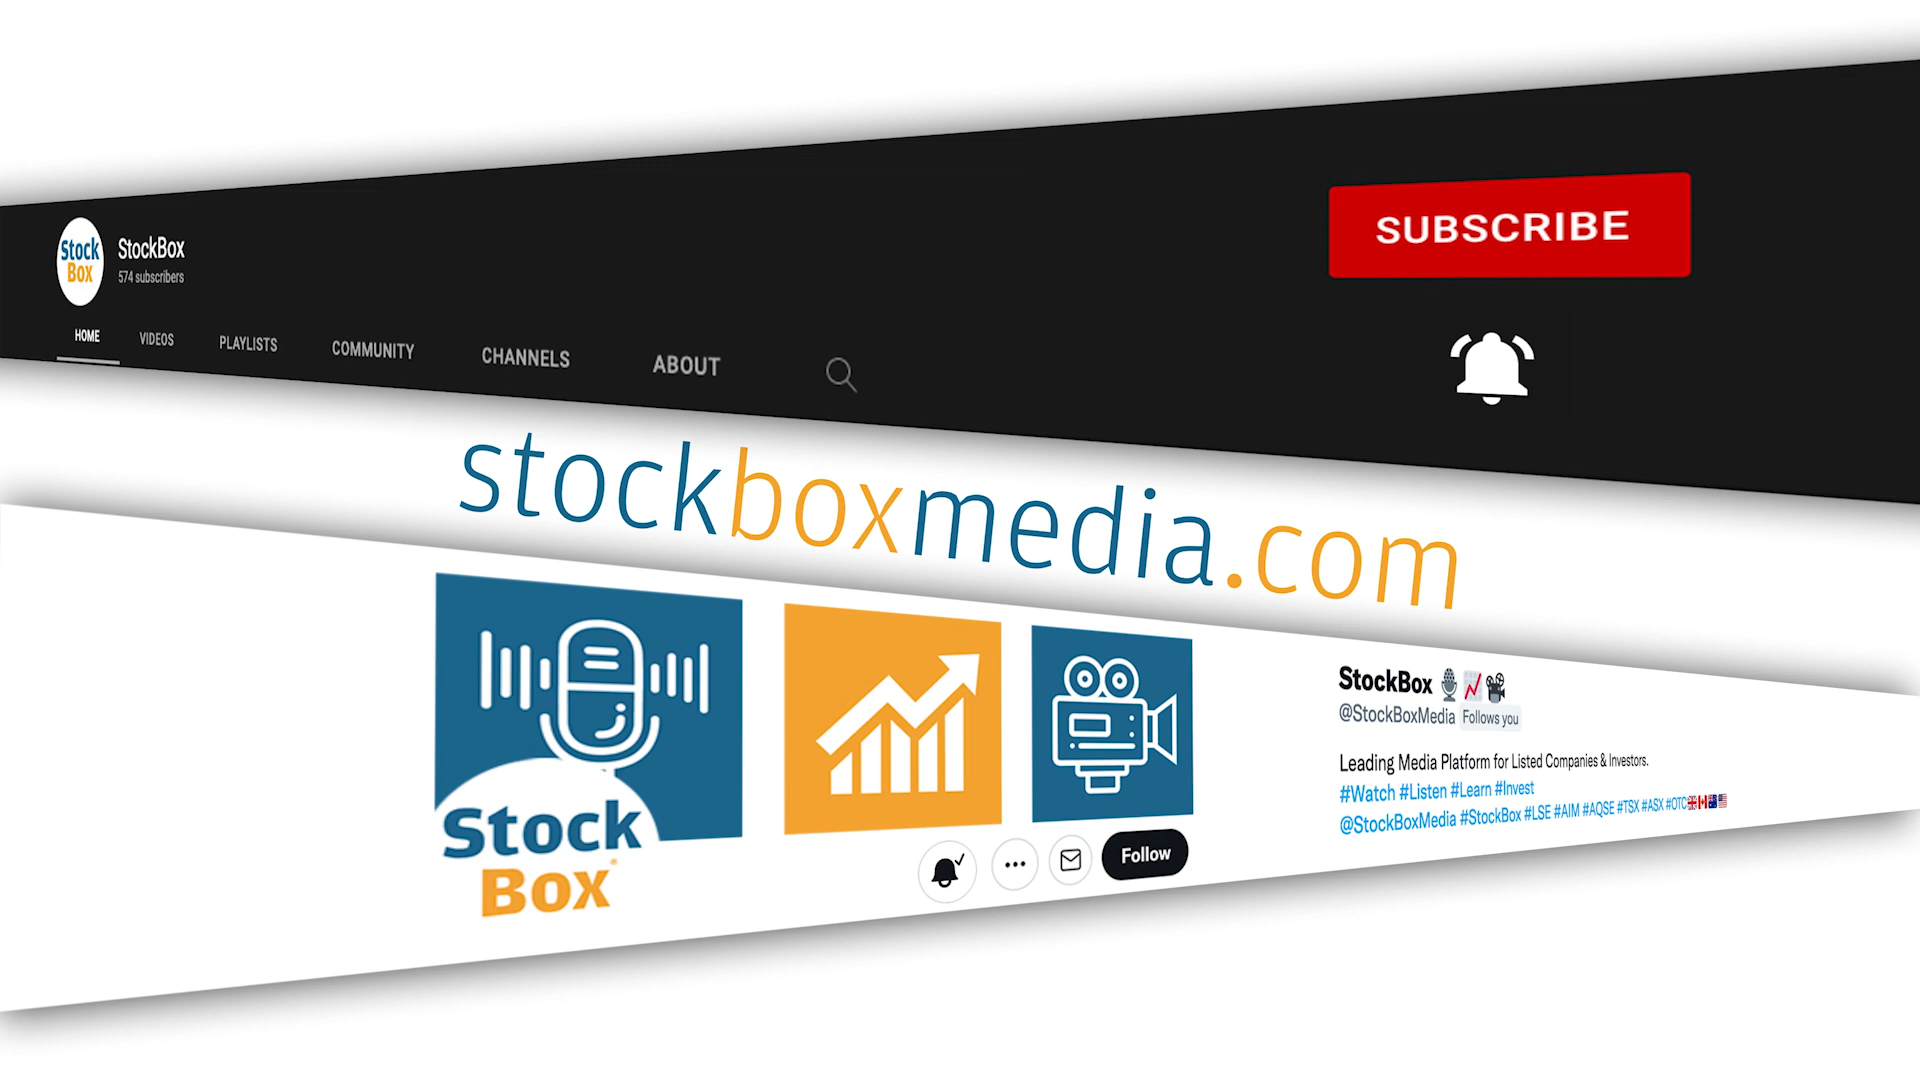 Stock
Box
StockBox
574 subscribers
SUBSCRIBE
HOME VIDEOS PLAYLISTS COMMUNITY CHANNELS ABOUT
stockboxmedia.com
Stock
Box
Follow
StockBox
@StockBoxMedia Follows you
Leading Media Platform for Listed Companies & Investors.
#Watch #Listen #Learn #Invest
@StockBoxMedia #StockBox #LSE #AIM #AQSE #TSX #ASX #OTC